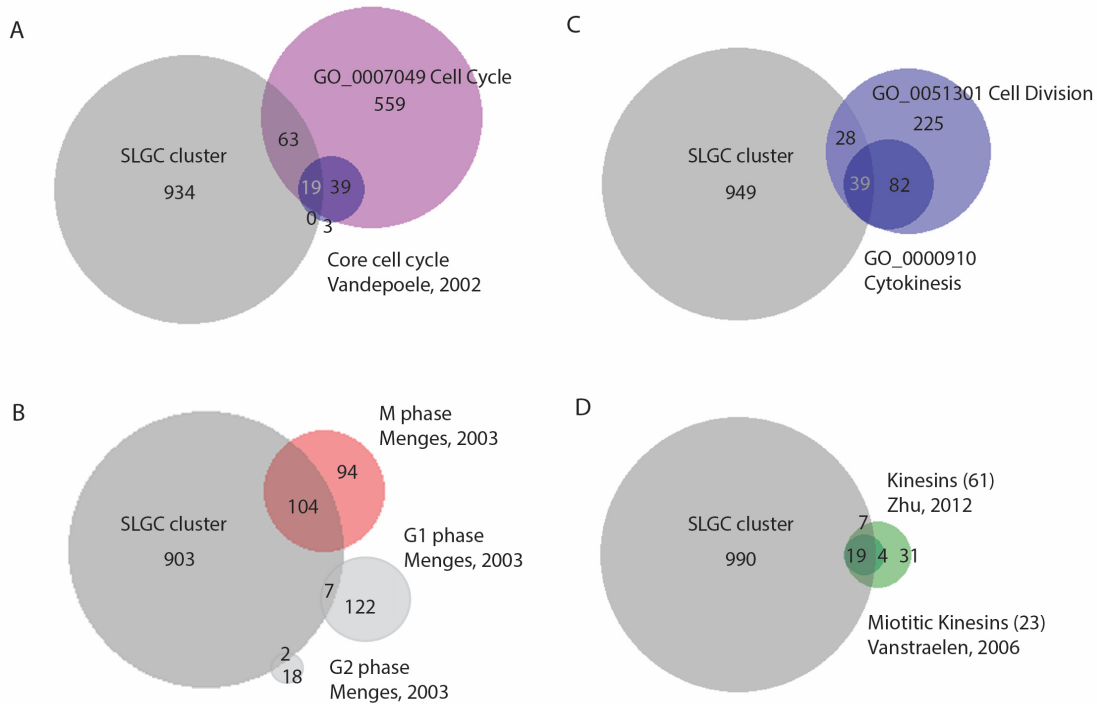 A
GO_0007049 Cell Cycle
559
63
SLGC cluster
934
19
39
0
3
Core cell cycle
Vandepoele, 2002
C
GO_0051301 Cell Division
225
28
SLGC cluster
949
39
82
GO_0000910
Cytokinesis
B
M phase
Menges, 2003
94
104
SLGC cluster
903
G1 phase
Menges, 2003
7
122
2
18
G2 phase
Menges, 2003
D
Kinesins (61)
Zhu, 2012
7
SLGC cluster
990
19
4
31
Miotitic Kinesins (23)
Vanstraelen, 2006